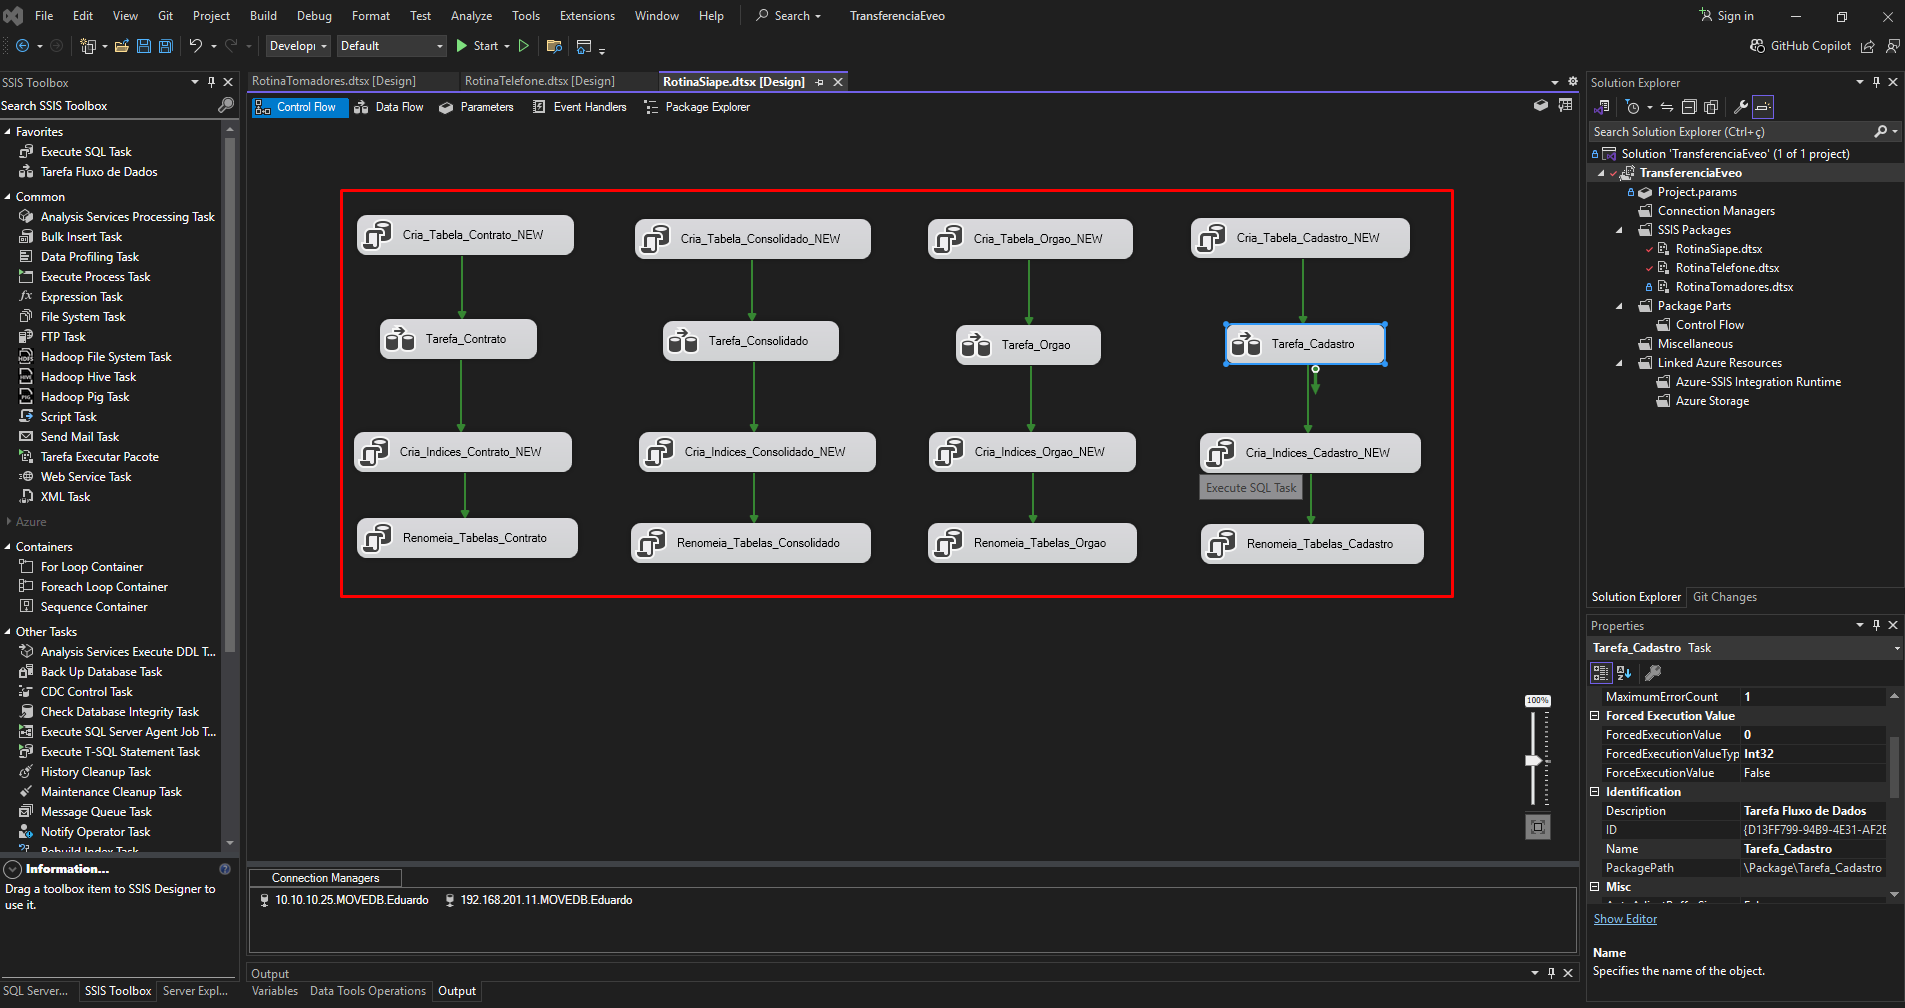 File Edit View Git Project Build Debug Format Test Analyze Tools Extensions Window Help Search TransferenciaEveo Sign in
Develop Default Start GitHub Copilot
SSIS Toolbox
Search SSIS Toolbox
Favorites
Execute SQL Task
Tarefa Fluxo de Dados
Common
Analysis Services Processing Task
Bulk Insert Task
Data Profiling Task
Execute Process Task
Expression Task
File System Task
FTP Task
Hadoop File System Task
Hadoop Hive Task
Hadoop Pig Task
Script Task
Send Mail Task
Tarefa Executar Pacote
Web Service Task
XML Task
Azure
Containers
For Loop Container
Foreach Loop Container
Sequence Container
Other Tasks
Analysis Services Execute DDL T...
Back Up Database Task
CDC Control Task
Check Database Integrity Task
Execute SQL Server Agent Job T...
Execute T-SQL Statement Task
History Cleanup Task
Maintenance Cleanup Task
Message Queue Task
Notify Operator Task
Rebuild Index Task
Information...
Drag a toolbox item to SSIS Designer to
use it.
SQL Server... SSIS Toolbox Server Expl...
RotinaTomadores.dtsx [Design] RotinaTelefone.dtsx [Design] RotinaSiape.dtsx [Design]
Control Flow Data Flow Parameters Event Handlers Package Explorer
Cria_Tabela_Contrato_NEW Cria_Tabela_Consolidado_NEW Cria_Tabela_Orgao_NEW Cria_Tabela_Cadastro_NEW
Tarefa_Contrato Tarefa_Consolidado Tarefa_Orgao Tarefa_Cadastro
Cria_Indices_Contrato_NEW Cria_Indices_Consolidado_NEW Cria_Indices_Orgao_NEW Cria_Indices_Cadastro_NEW
Execute SQL Task
Renomeia_Tabelas_Contrato Renomeia_Tabelas_Consolidado Renomeia_Tabelas_Orgao Renomeia_Tabelas_Cadastro
100%
Connection Managers
10.10.10.25.MOVEDB.Eduardo 192.168.201.11.MOVEDB.Eduardo
Output
Variables Data Tools Operations Output
Solution Explorer
Search Solution Explorer (Ctrl+ç)
Solution 'TransferenciaEveo' (1 of 1 project)
TransferenciaEveo
Project.params
Connection Managers
SSIS Packages
RotinaSiape.dtsx
RotinaTelefone.dtsx
RotinaTomadores.dtsx
Package Parts
Control Flow
Miscellaneous
Linked Azure Resources
Azure-SSIS Integration Runtime
Azure Storage
Solution Explorer Git Changes
Properties
Tarefa_Cadastro Task
MaximumErrorCount 1
Forced Execution Value
ForcedExecutionValue 0
ForcedExecutionValueTyp Int32
ForceExecutionValue False
Identification
Description Tarefa Fluxo de Dados
ID {D13FF799-94B9-4E31-AF2E
Name Tarefa_Cadastro
PackagePath \Package\Tarefa_Cadastro
Misc
Show Editor
Name
Specifies the name of the object.